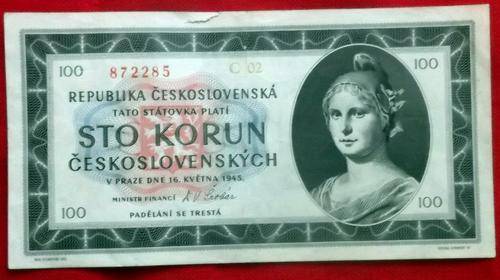 100 872285 C 02 100
REPUBLIKA ČESKOSLOVENSKÁ
TATO STÁTOVKA PLATÍ
STO KORUN
ČESKOSLOVENSKÝCH
V PRAZE DNE 16. KVĚTNA 1945.
MINISTR FINANCÍ
100 PADĚLÁNÍ SE TRESTÁ 100